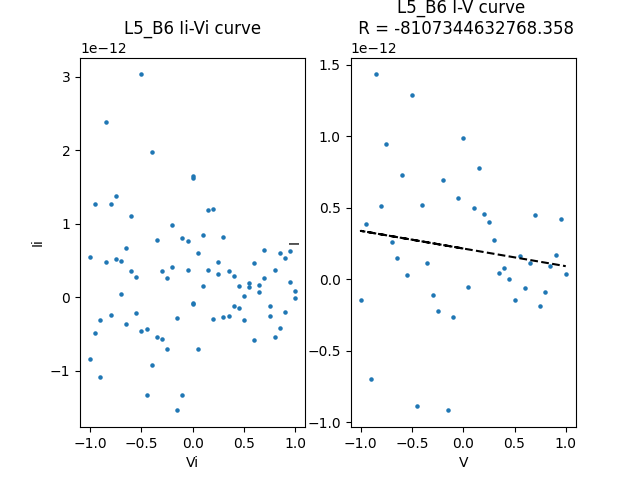 L5_B6 Ii-Vi curve
1e−12
3
2
1
0
−1
Ii
−1.0 −0.5 0.0 0.5 1.0
Vi
L5_B6 I-V curve
R = -8107344632768.358
1e−12
1.5
1.0
0.5
0.0
−0.5
−1.0
I
−1.0 −0.5 0.0 0.5 1.0
V